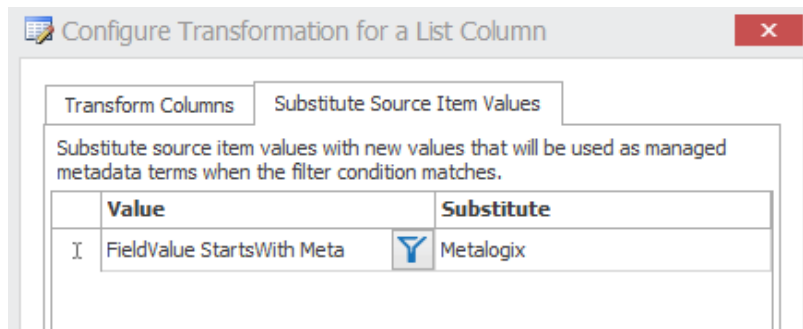 Configure Transformation for a List Column
Transform Columns Substitute Source Item Values
Substitute source item values with new values that will be used as managed
metadata terms when the filter condition matches.
Value Substitute
FieldValue StartsWith Meta Metalogix